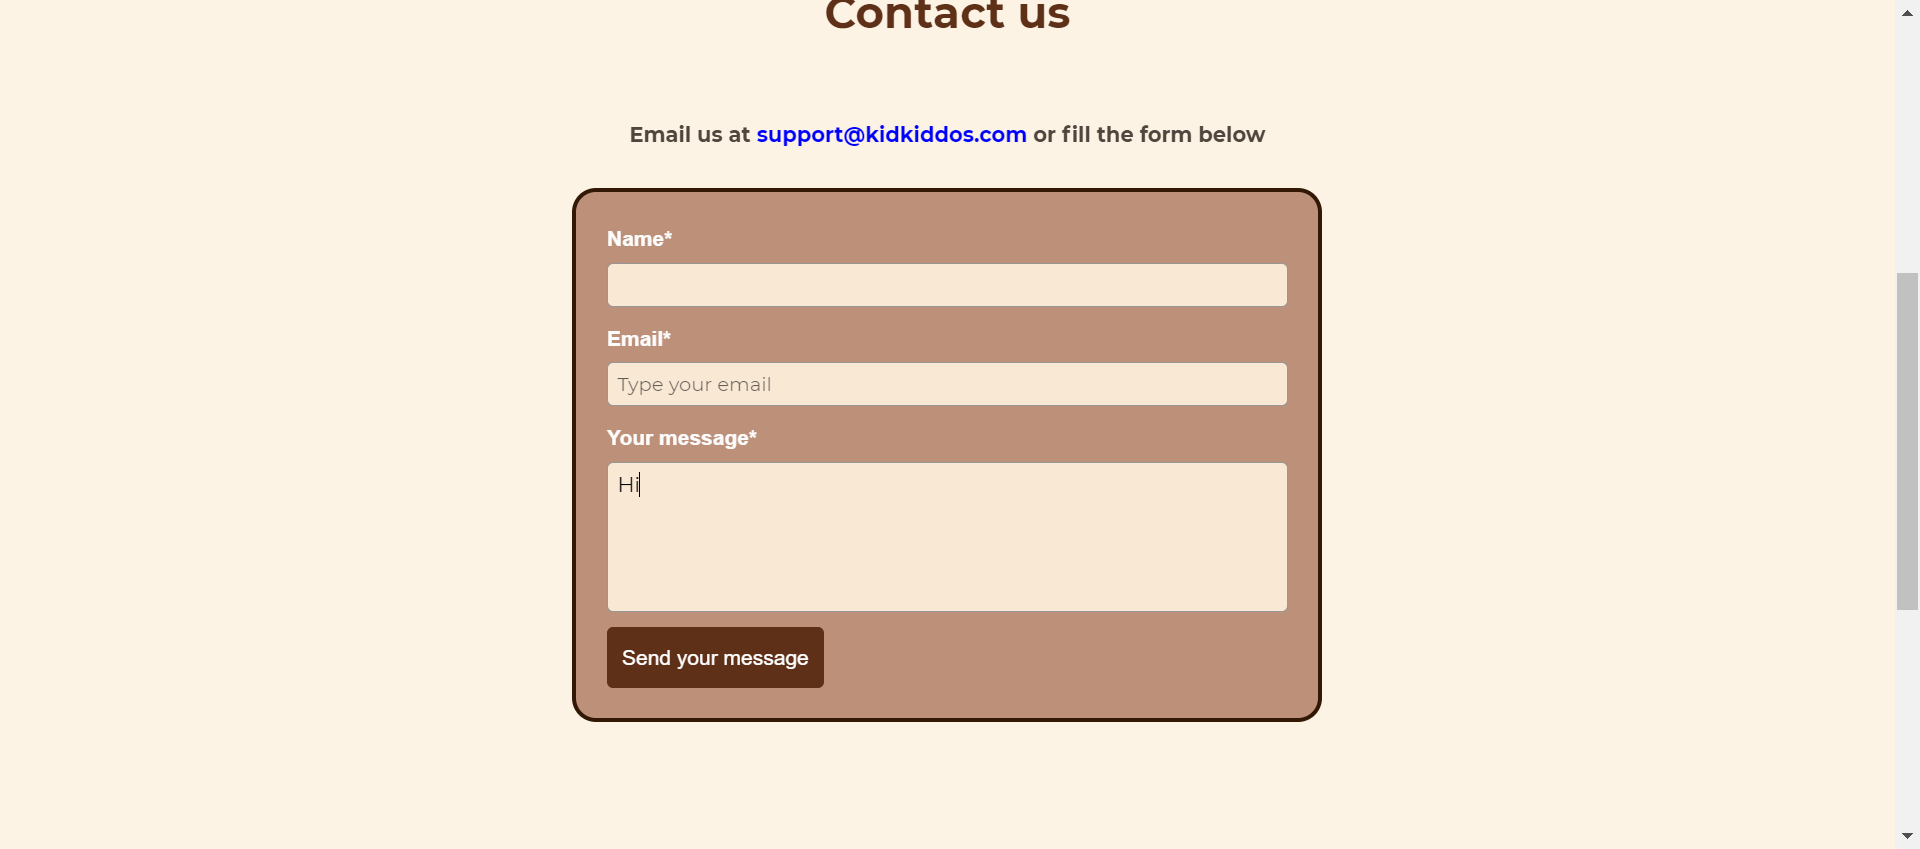 Contact us
Email us at support@kidkiddos.com or fill the form below
Name*
Email*
Type your email
Your message*
Hi
Send your message